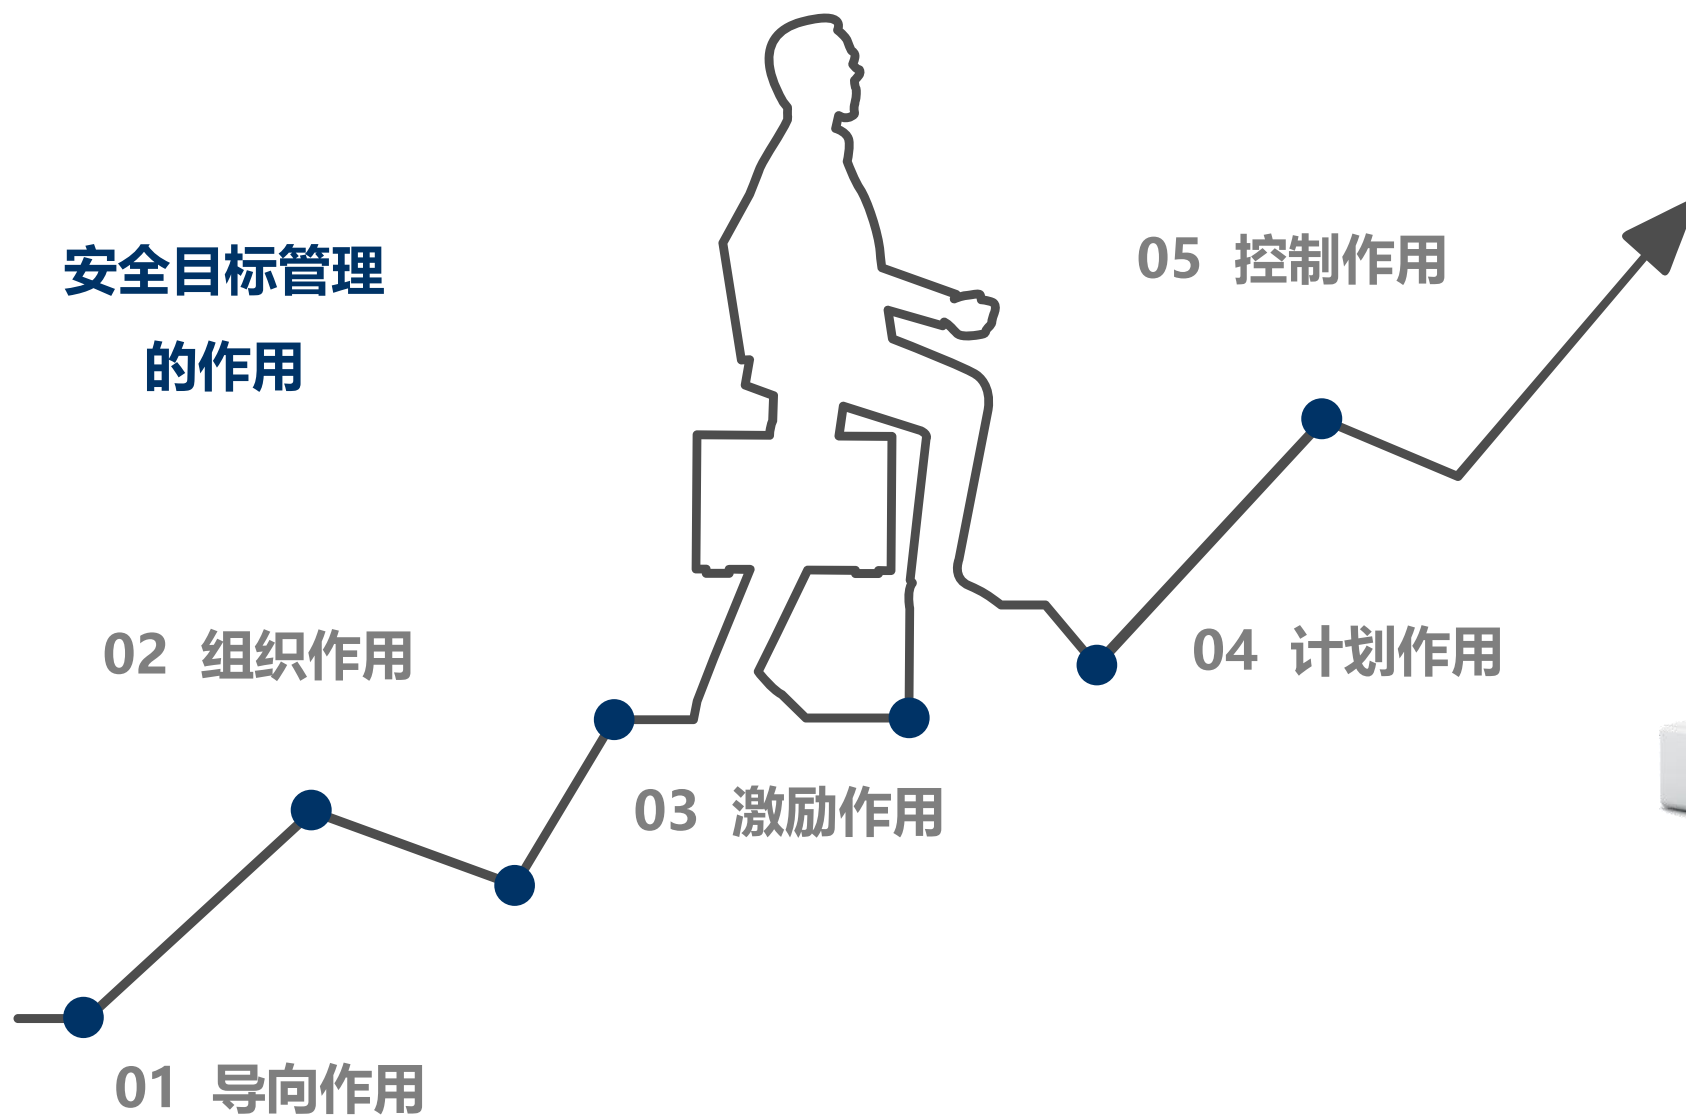 安全目标管理
的作用
01 导向作用
02 组织作用
03 激励作用
04 计划作用
05 控制作用